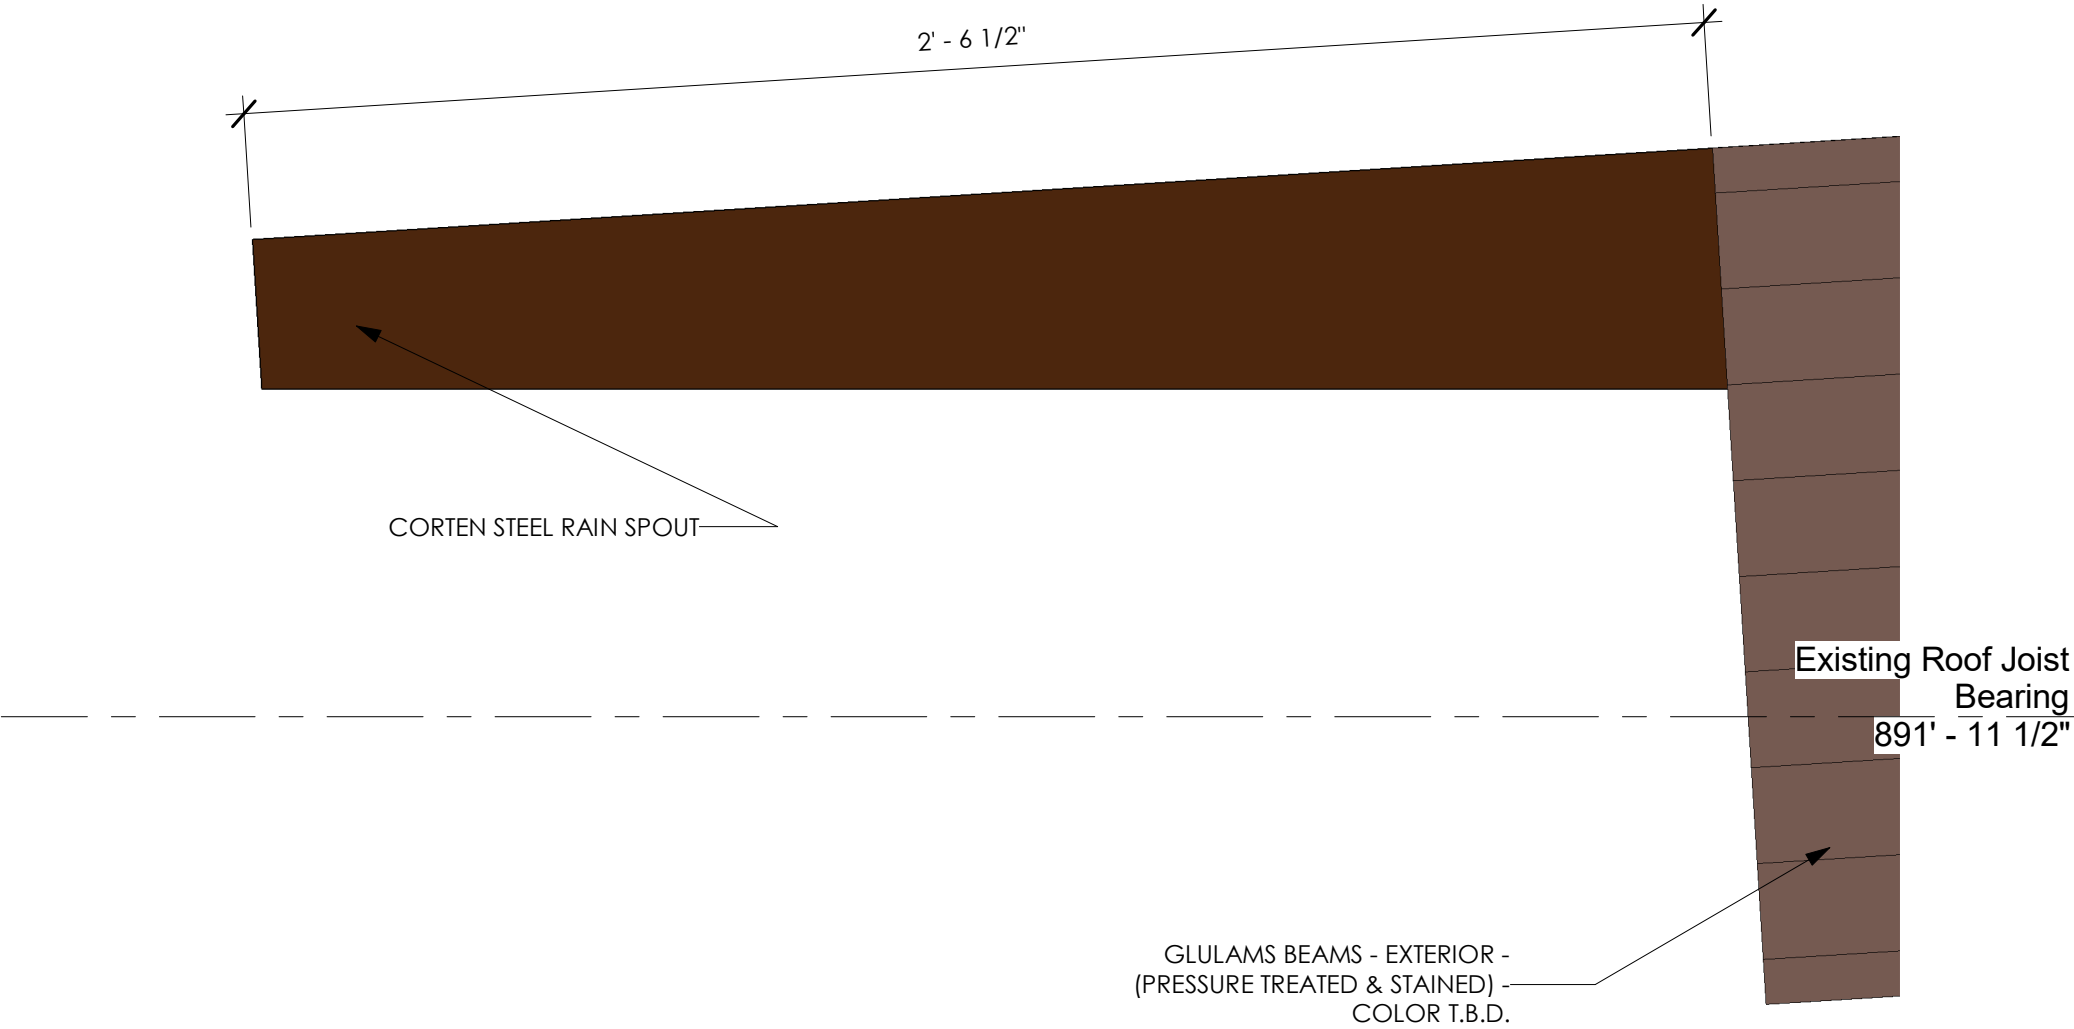 2' - 6 1/2"
CORTEN STEEL RAIN SPOUT
Existing Roof Joist
Bearing
891' - 11 1/2"
GLULAMS BEAMS - EXTERIOR -
(PRESSURE TREATED & STAINED) -
COLOR T.B.D.